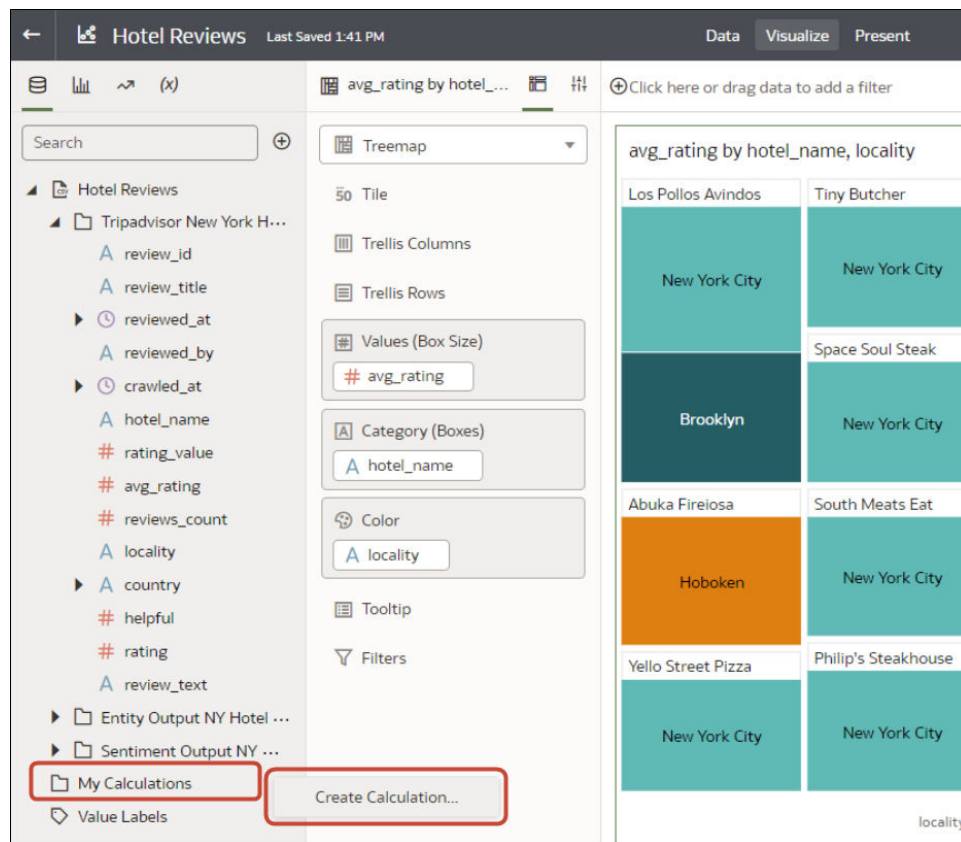 Hotel Reviews Last Saved 1:41 PM
Data Visualize Present
(x)
avg_rating by hotel_...
Click here or drag data to add a filter
Search
Hotel Reviews
Tripadvisor New York H...
A review_id
A review_title
reviewed_at
A reviewed_by
crawled_at
A hotel_name
# rating_value
# avg_rating
# reviews_count
A locality
A country
# helpful
# rating
A review_text
Entity Output NY Hotel ...
Sentiment Output NY ...
My Calculations
Value Labels
Create Calculation...
Treemap
50 Tile
Trellis Columns
Trellis Rows
# Values (Box Size)
# avg_rating
A Category (Boxes)
A hotel_name
Color
A locality
Tooltip
Filters
avg_rating by hotel_name, locality
Los Pollos Avindos
New York City
Brooklyn
Abuka Fireiosa
Hoboken
Yello Street Pizza
New York City
Tiny Butcher
New York City
Space Soul Steak
New York City
South Meats Eat
New York City
Philip's Steakhouse
New York City
locality